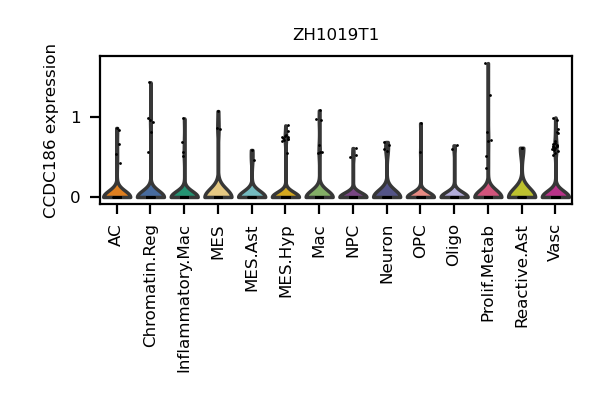 ZH1019T1
CCDC186 expression
1
0
AC
Chromatin.Reg
Inflammatory.Mac
MES
MES.Ast
MES.Hyp
Mac
NPC
Neuron
OPC
Oligo
Prolif.Metab
Reactive.Ast
Vasc